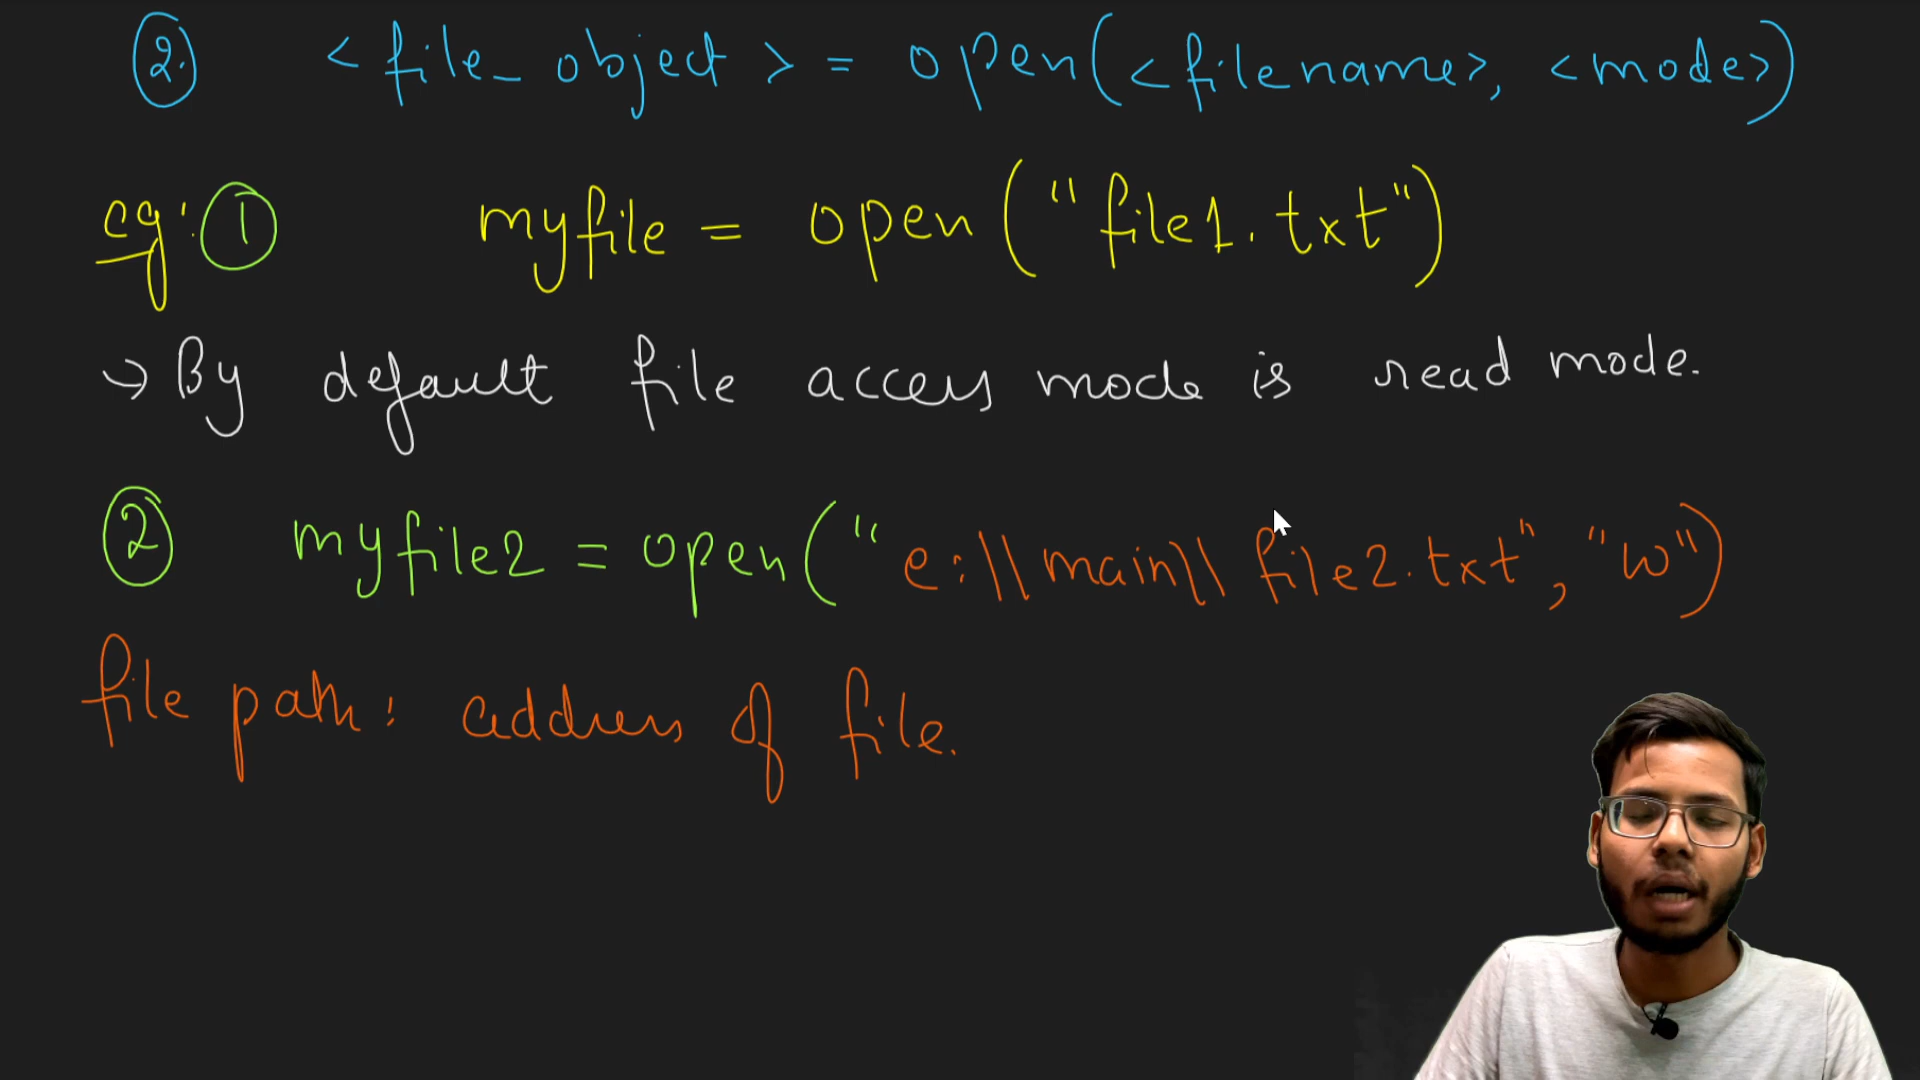 2. <file_object> = open(<filename>, <mode>)
eg: 1 myfile = open("file1.txt")
→ By default file access mode is read mode.
2 myfile2 = open("e:\\main\\file2.txt", "w")
file path: address of file.